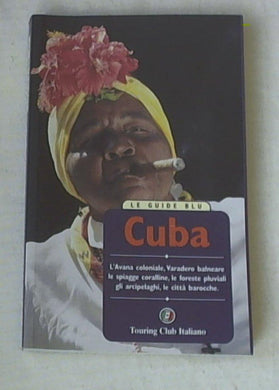 LE GUIDE BLU
Cuba
L'Avana coloniale, Varadero balneare
le spiagge coralline, le foreste pluviali
gli arcipelaghi, le città barocche.
Touring Club Italiano